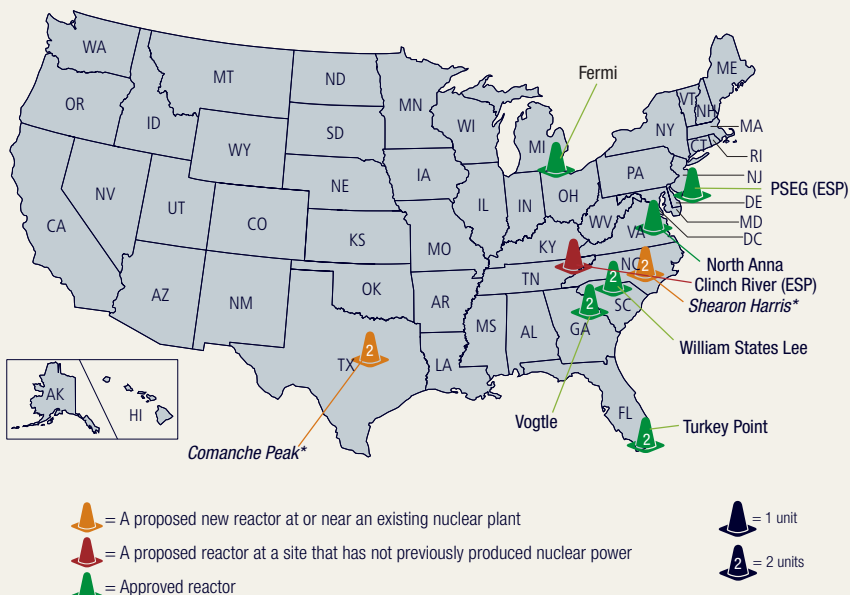 WA
MT
ND
MN
OR
ID
WY
SD
WI
MI
Fermi
ME
VT
NH
NY
MA
CT
RI
NJ
PSEG (ESP)
DE
MD
DC
PA
NV
UT
CO
NE
IA
IL
IN
OH
WV
VA
North Anna
CA
KS
MO
KY
NC
2
Clinch River (ESP)
Shearon Harris*
AZ
NM
OK
AR
TN
2
SC
William States Lee
MS
AL
GA
2
TX
2
LA
FL
2
Turkey Point
Vogtle
Comanche Peak*
AK
HI
= A proposed new reactor at or near an existing nuclear plant
= A proposed reactor at a site that has not previously produced nuclear power
= Approved reactor
= 1 unit
2 = 2 units